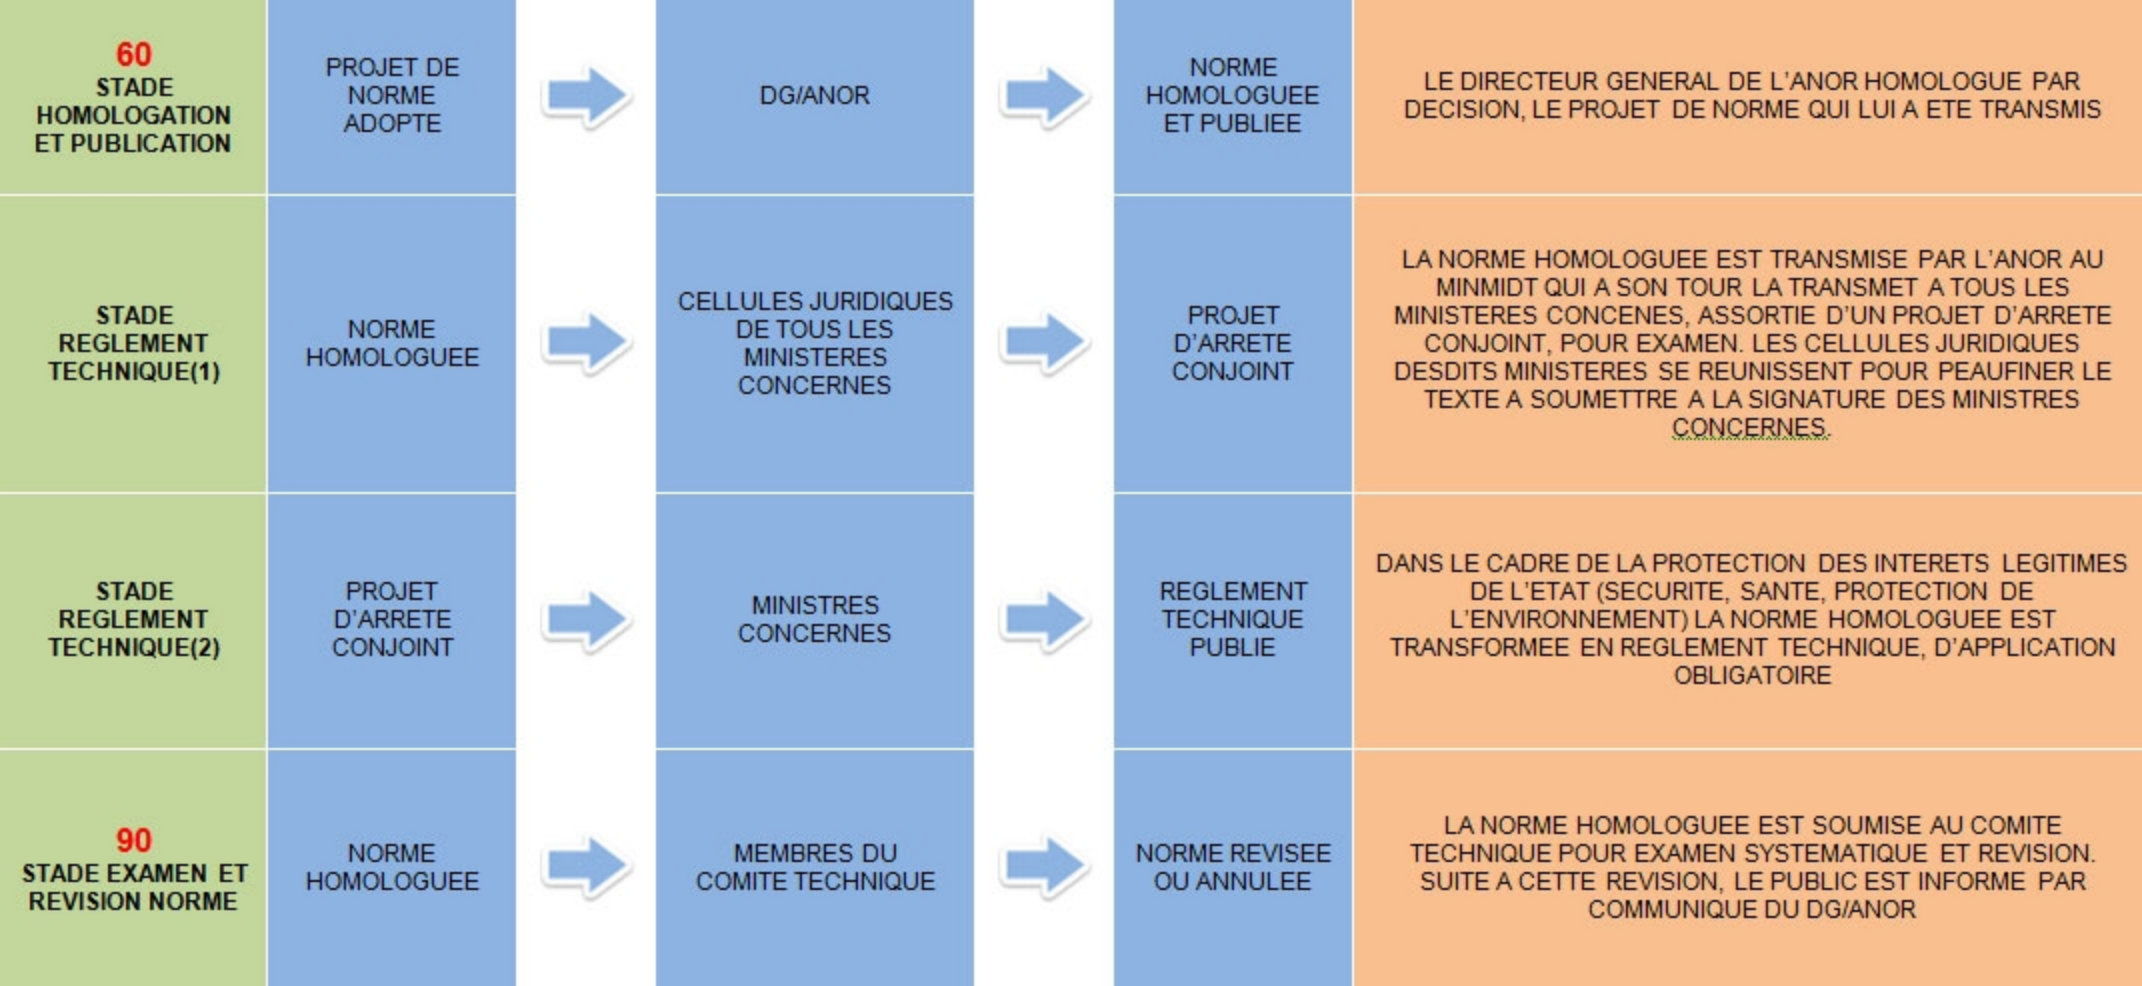 60
STADE
HOMOLOGATION
ET PUBLICATION
PROJET DE
NORME
ADOPTE
DG/ANOR
NORME
HOMOLOGUEE
ET PUBLIEE
LE DIRECTEUR GENERAL DE L'ANOR HOMOLOGUE PAR
DECISION, LE PROJET DE NORME QUI LUI A ETE TRANSMIS
STADE
REGLEMENT
TECHNIQUE(1)
NORME
HOMOLOGUEE
CELLULES JURIDIQUES
DE TOUS LES
MINISTERES
CONCERNES
PROJET
D'ARRETE
CONJOINT
LA NORME HOMOLOGUEE EST TRANSMISE PAR L'ANOR AU
MINMIDT QUI A SON TOUR LA TRANSMET A TOUS LES
MINISTERES CONCENES, ASSORTIE D'UN PROJET D'ARRETE
CONJOINT, POUR EXAMEN. LES CELLULES JURIDIQUES
DESDITS MINISTERES SE REUNISSENT POUR PEAUFINER LE
TEXTE A SOUMETTRE A LA SIGNATURE DES MINISTRES
CONCERNES.
STADE
REGLEMENT
TECHNIQUE(2)
PROJET
D'ARRETE
CONJOINT
MINISTRES
CONCERNES
REGLEMENT
TECHNIQUE
PUBLIE
DANS LE CADRE DE LA PROTECTION DES INTERETS LEGITIMES
DE L'ETAT (SECURITE, SANTE, PROTECTION DE
L'ENVIRONNEMENT) LA NORME HOMOLOGUEE EST
TRANSFORMEE EN REGLEMENT TECHNIQUE, D'APPLICATION
OBLIGATOIRE
90
STADE EXAMEN ET
REVISION NORME
NORME
HOMOLOGUEE
MEMBRES DU
COMITE TECHNIQUE
NORME REVISEE
OU ANNULEE
LA NORME HOMOLOGUEE EST SOUMISE AU COMITE
TECHNIQUE POUR EXAMEN SYSTEMATIQUE ET REVISION.
SUITE A CETTE REVISION, LE PUBLIC EST INFORME PAR
COMMUNIQUE DU DG/ANOR